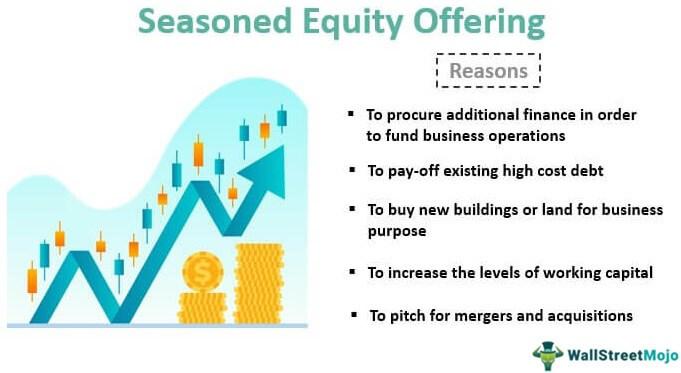 Seasoned Equity Offering
Reasons
▪ To procure additional finance in order
to fund business operations
▪ To pay-off existing high cost debt
▪ To buy new buildings or land for business
purpose
▪ To increase the levels of working capital
▪ To pitch for mergers and acquisitions
$
WallStreetMojo